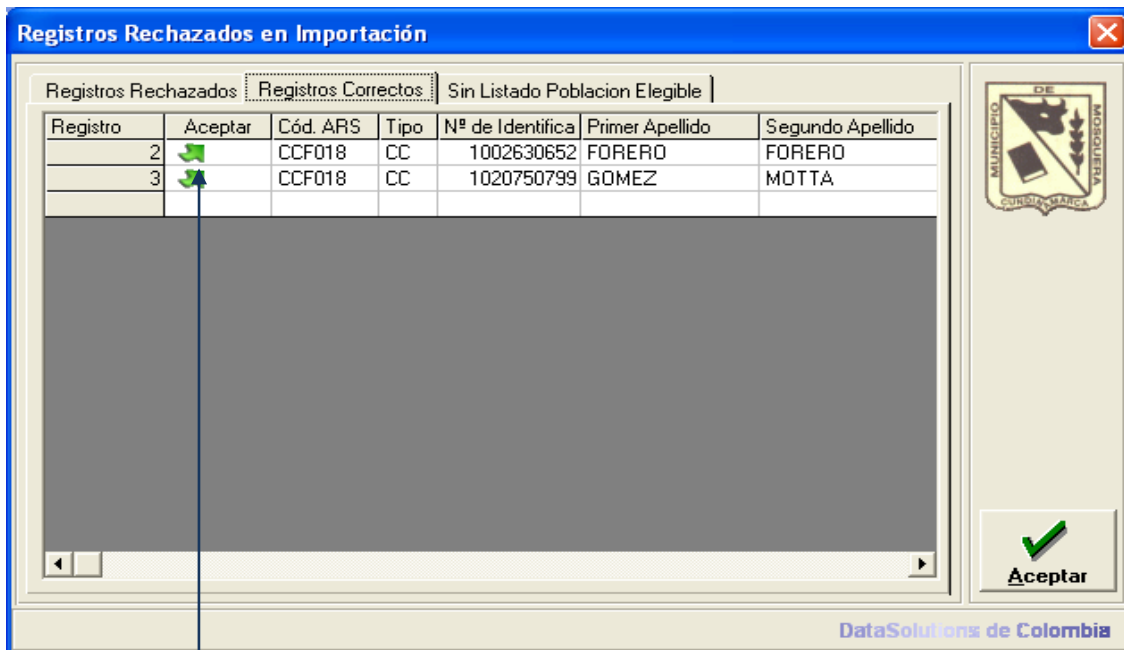 Registros Rechazados en Importación
Registros Rechazados Registros Correctos Sin Listado Poblacion Elegible
Registro Aceptar Cód. ARS Tipo Nº de Identifica Primer Apellido Segundo Apellido
2 CCF018 CC 1002630652 FORERO FORERO
3 CCF018 CC 1020750799 GOMEZ MOTTA
DE
MUNICIPIO
MOSQUERA
CUNDINAMARCA
Aceptar
DataSolutions de Colombia